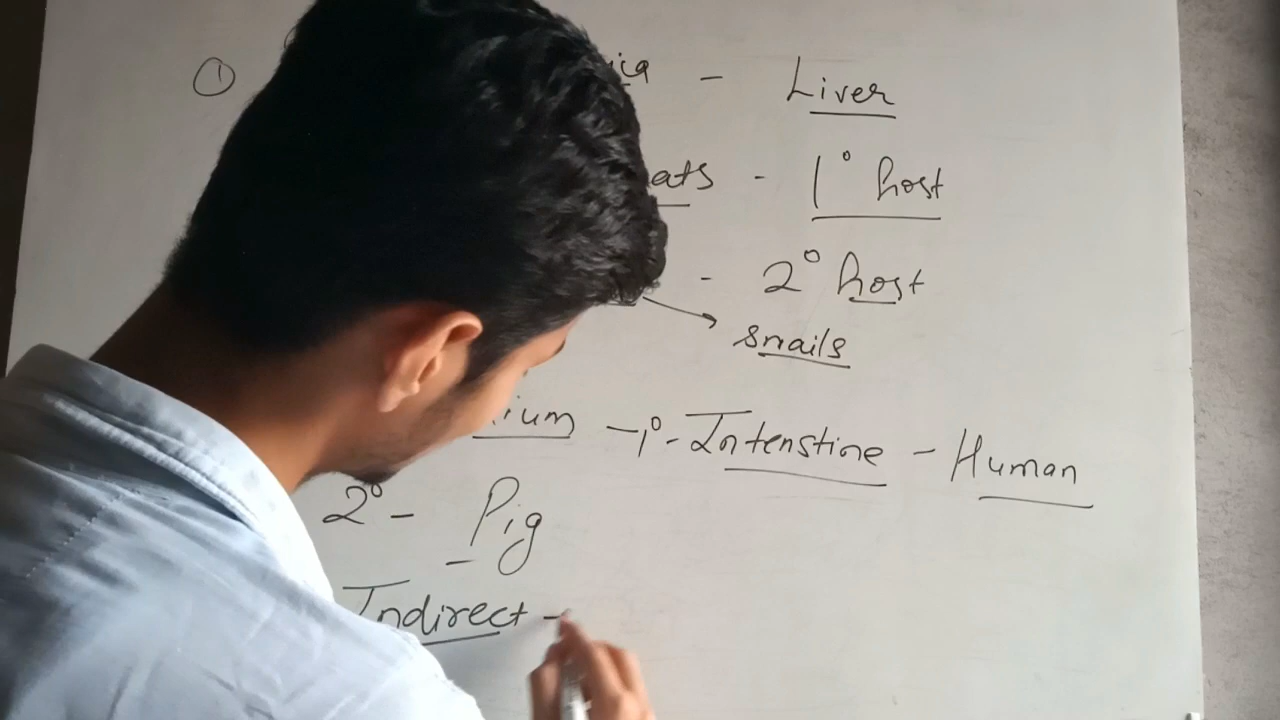 ① - Liver
- 1° host
- 2° host
snails
- 1° - Intenstine - Human
2° - Pig
Indirect -